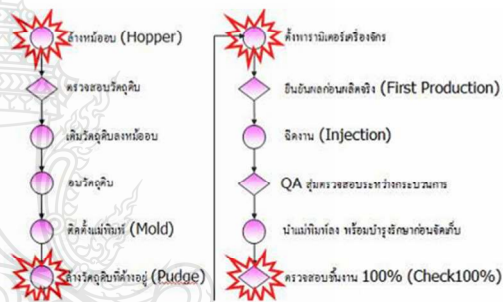 ล้างหม้ออบ (Hopper)
ตรวจสอบวัตถุดิบ
เติมวัตถุดิบลงหม้ออบ
อบวัตถุดิบ
ติดตั้งแม่พิมพ์ (Mold)
ล้างวัตถุดิบที่ค้างอยู่ (Pudge)
ตั้งพารามิเตอร์เครื่องจักร
ยืนยันผลก่อนผลิตจริง (First Production)
ฉีดงาน (Injection)
QA สุ่มตรวจสอบระหว่างกระบวนการ
นำแม่พิมพ์ลง พร้อมบำรุงรักษาก่อนจัดเก็บ
ตรวจสอบชิ้นงาน 100% (Check100%)